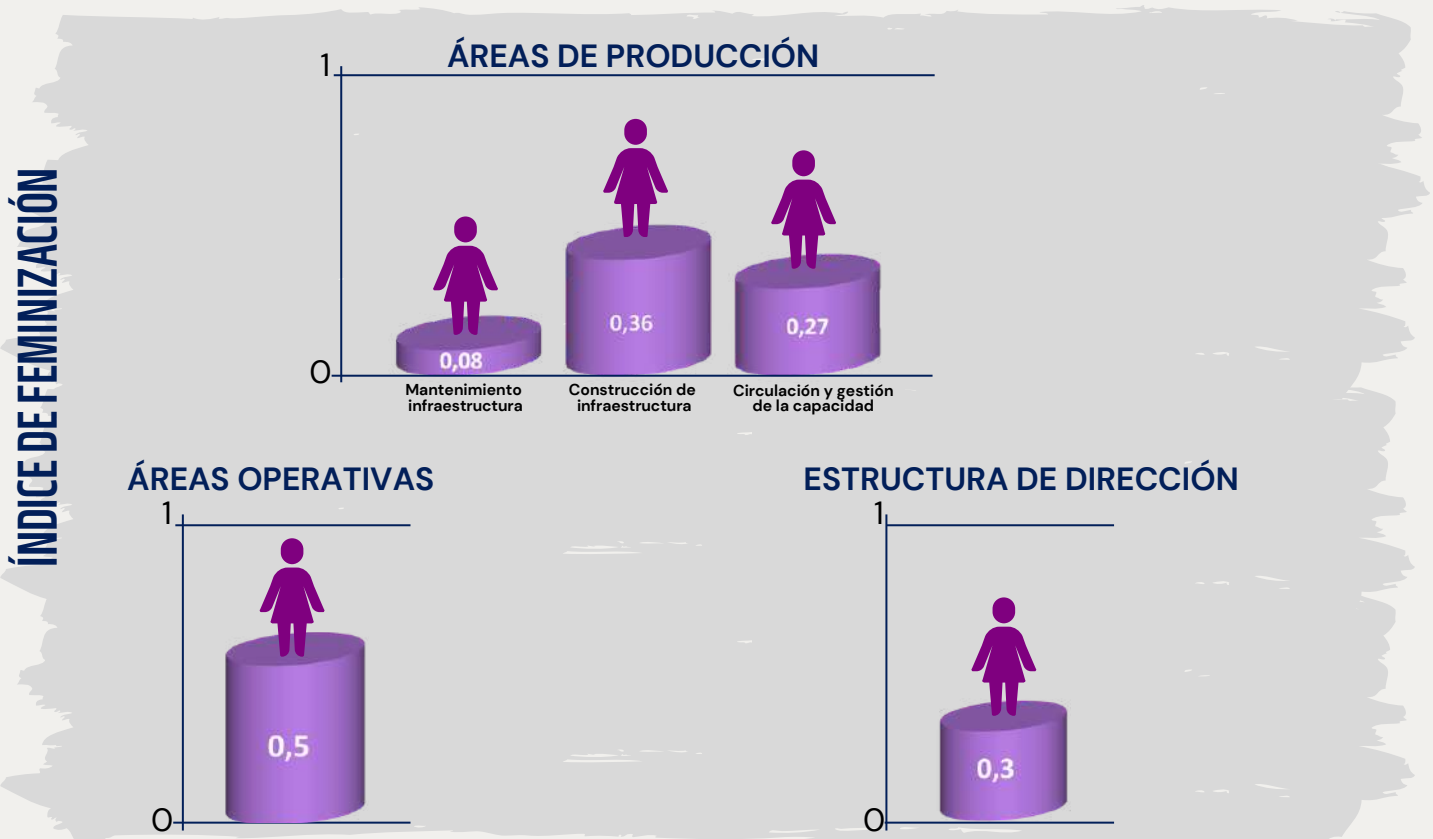 ÍNDICE DE FEMINIZACIÓN
ÁREAS DE PRODUCCIÓN
1
0,08
0,36
0,27
0
Mantenimiento
infraestructura
Construcción de
infraestructura
Circulación y gestión
de la capacidad
ÁREAS OPERATIVAS
1
0,5
0
ESTRUCTURA DE DIRECCIÓN
1
0,3
0